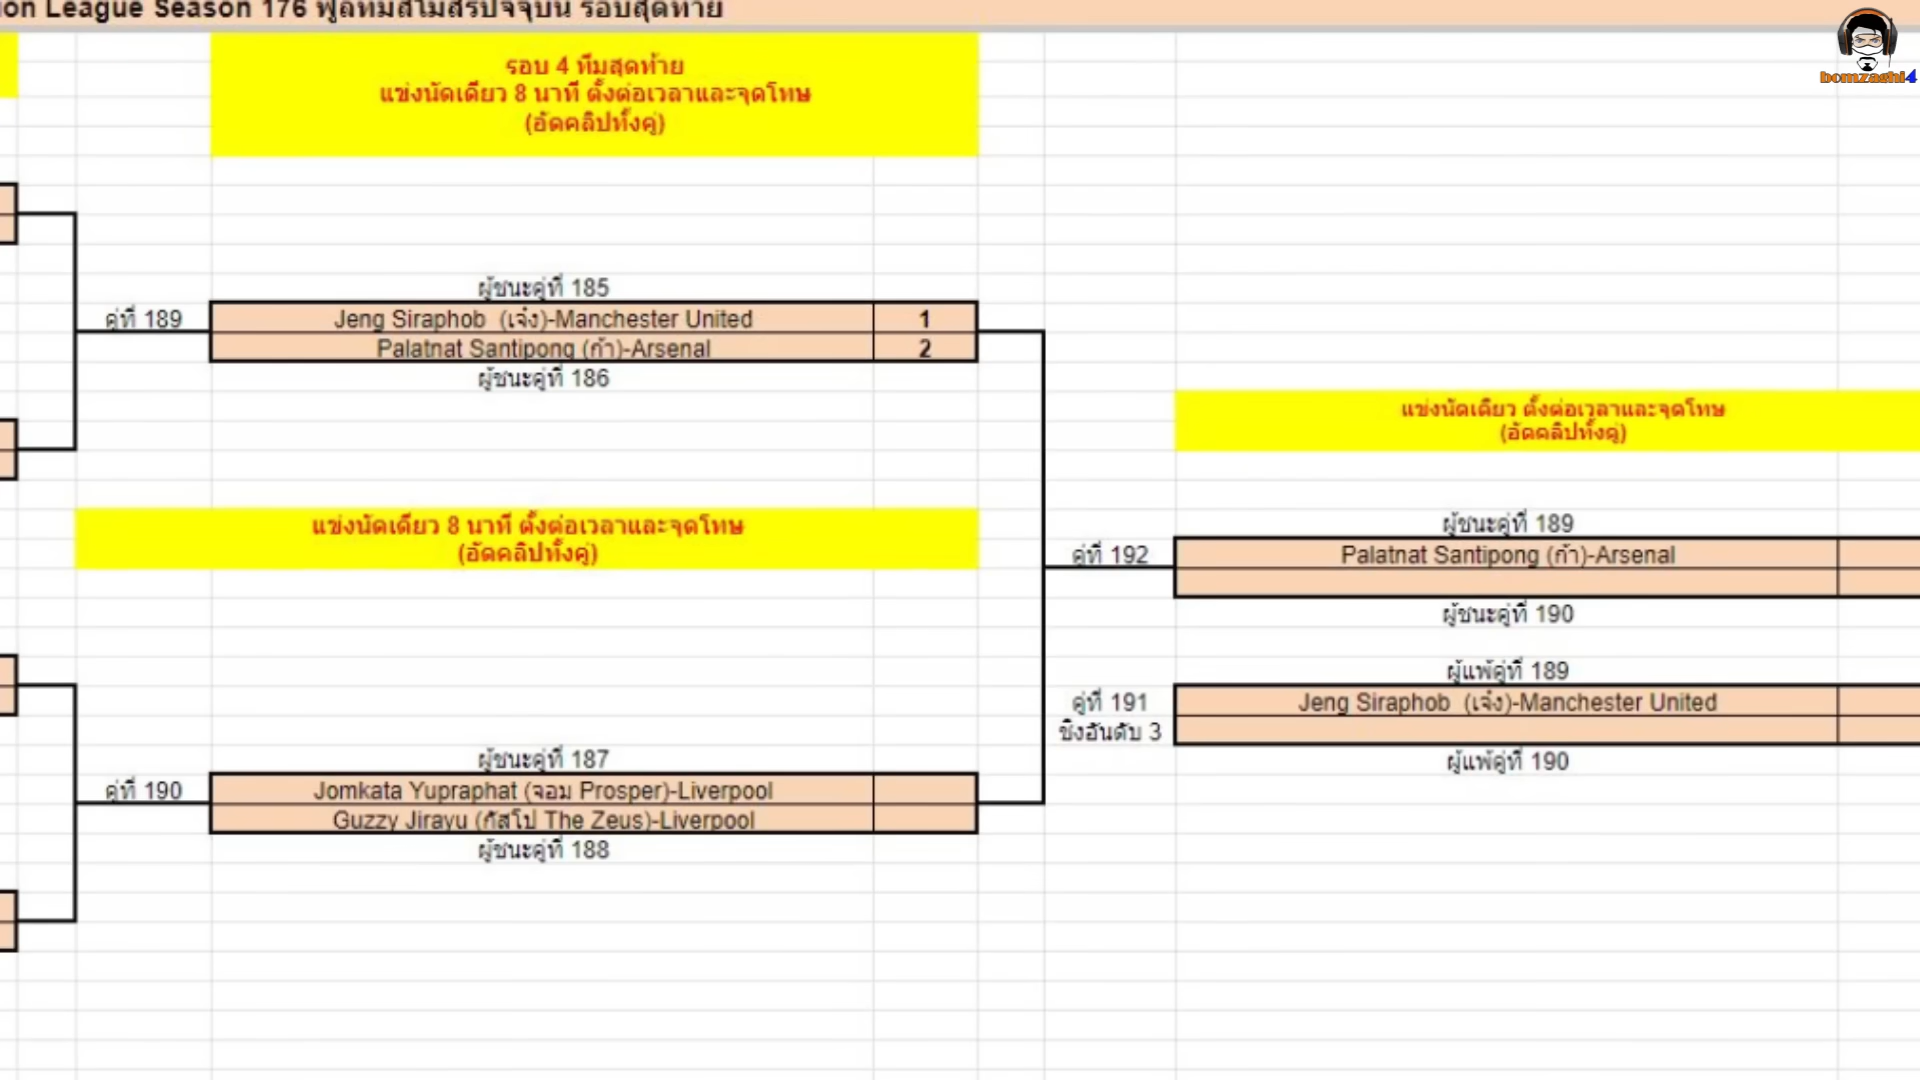 on League Season 176 ฟูลทีมสโมสรปัจจุบัน รอบสุดท้าย
bomzashi4
รอบ 4 ทีมสุดท้าย
แข่งนัดเดียว 8 นาที ตั้งต่อเวลาและจุดโทษ
(อัดคลิปทั้งคู่)
ผู้ชนะคู่ที่ 185
คู่ที่ 189
Jeng Siraphob (เจ๋ง)-Manchester United 1
Palatnat Santipong (ก้า)-Arsenal 2
ผู้ชนะคู่ที่ 186
แข่งนัดเดียว ตั้งต่อเวลาและจุดโทษ
(อัดคลิปทั้งคู่)
แข่งนัดเดียว 8 นาที ตั้งต่อเวลาและจุดโทษ
(อัดคลิปทั้งคู่)
ผู้ชนะคู่ที่ 189
คู่ที่ 192
Palatnat Santipong (ก้า)-Arsenal
ผู้ชนะคู่ที่ 190
ผู้แพ้คู่ที่ 189
คู่ที่ 191
Jeng Siraphob (เจ๋ง)-Manchester United
ชิงอันดับ 3
ผู้แพ้คู่ที่ 190
ผู้ชนะคู่ที่ 187
คู่ที่ 190
Jomkata Yupraphat (จอม Prosper)-Liverpool
Guzzy Jirayu (กัสโป The Zeus)-Liverpool
ผู้ชนะคู่ที่ 188